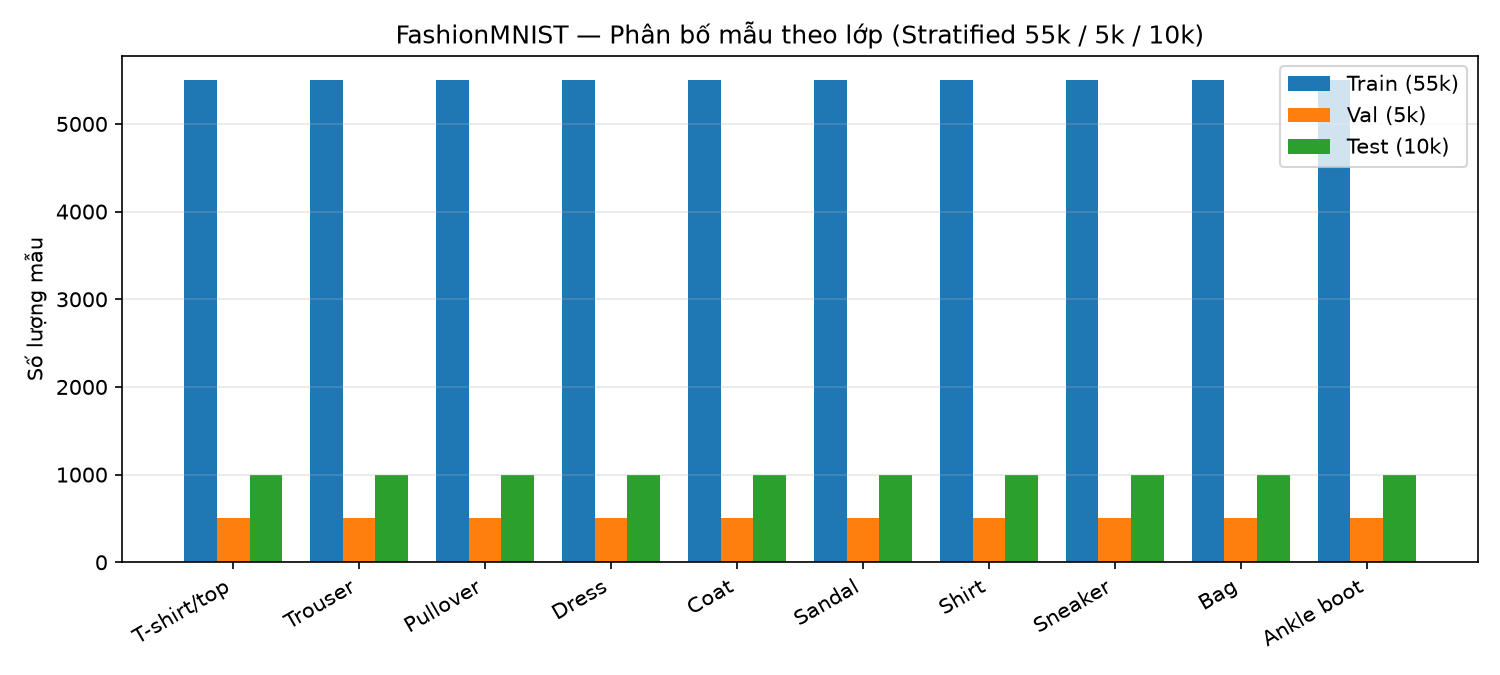 FashionMNIST — Phân bố mẫu theo lớp (Stratified 55k / 5k / 10k)
Train (55k)
Val (5k)
Test (10k)
Số lượng mẫu
5000
4000
3000
2000
1000
0
T-shirt/top
Trouser
Pullover
Dress
Coat
Sandal
Shirt
Sneaker
Bag
Ankle boot